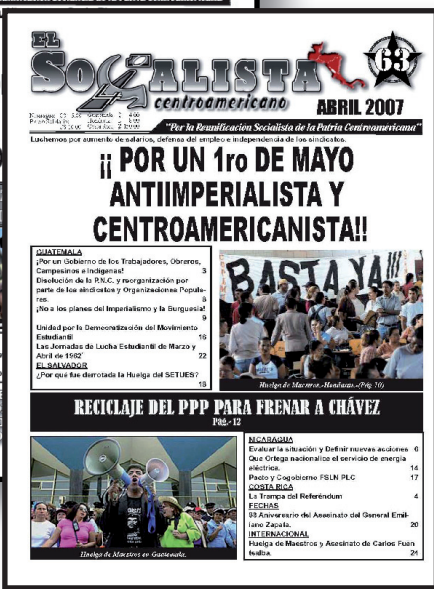 EL
SOCIALISTA
centroamericano
63
ABRIL 2007
"Por la Reunificación Socialista de la Patria Centroamericana"
Luchemos por aumento de salarios, defensa del empleo e independencia de los sindicatos.
¡¡ POR UN 1ro DE MAYO
ANTIIMPERIALISTA Y
CENTROAMERICANISTA!!
GUATEMALA
¡Por un Gobierno de los Trabajadores, Obreros,
Campesinos e Indígenas! 3
Disolución de la P.N.C. y reorganización por
parte de los sindicatos y Organizaciones Popula-
res. 8
¡No a los planes del Imperialismo y la Burguesía!
9
Unidad por la Democratización del Movimiento
Estudiantil 16
Las Jornadas de Lucha Estudiantil de Marzo y
Abril de 1962 22
EL SALVADOR
¿Por qué fue derrotada la Huelga del SETUES?
18
BASTA YA!!!
Huelga de Maestros.-Honduras.-(Pág 10)
RECICLAJE DEL PPP PARA FRENAR A CHÁVEZ
Pág.- 12
Huelga de Maestros en Guatemala.
NICARAGUA
Evaluar la situación y Definir nuevas acciones 6
Que Ortega nacionalice el servicio de energía
eléctrica. 14
Pacto y Cogobierno FSLN PLC 17
COSTA RICA
La Trampa del Referéndum 4
FECHAS
88 Aniversario del Asesinato del General Emil-
iano Zapata. 20
INTERNACIONAL
Huelga de Maestros y Asesinato de Carlos Fuen
tealba. 24